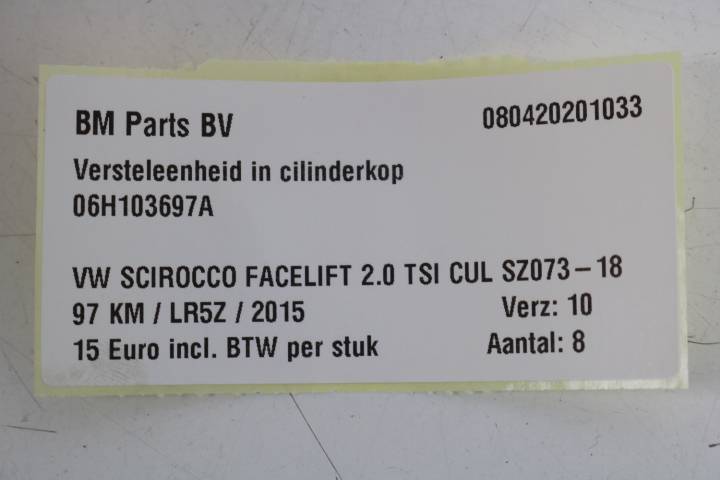 BM Parts BV 080420201033
Versteleenheid in cilinderkop
06H103697A
VW SCIROCCO FACELIFT 2.0 TSI CUL SZ073-18
97 KM / LR5Z / 2015 Verz: 10
15 Euro incl. BTW per stuk Aantal: 8